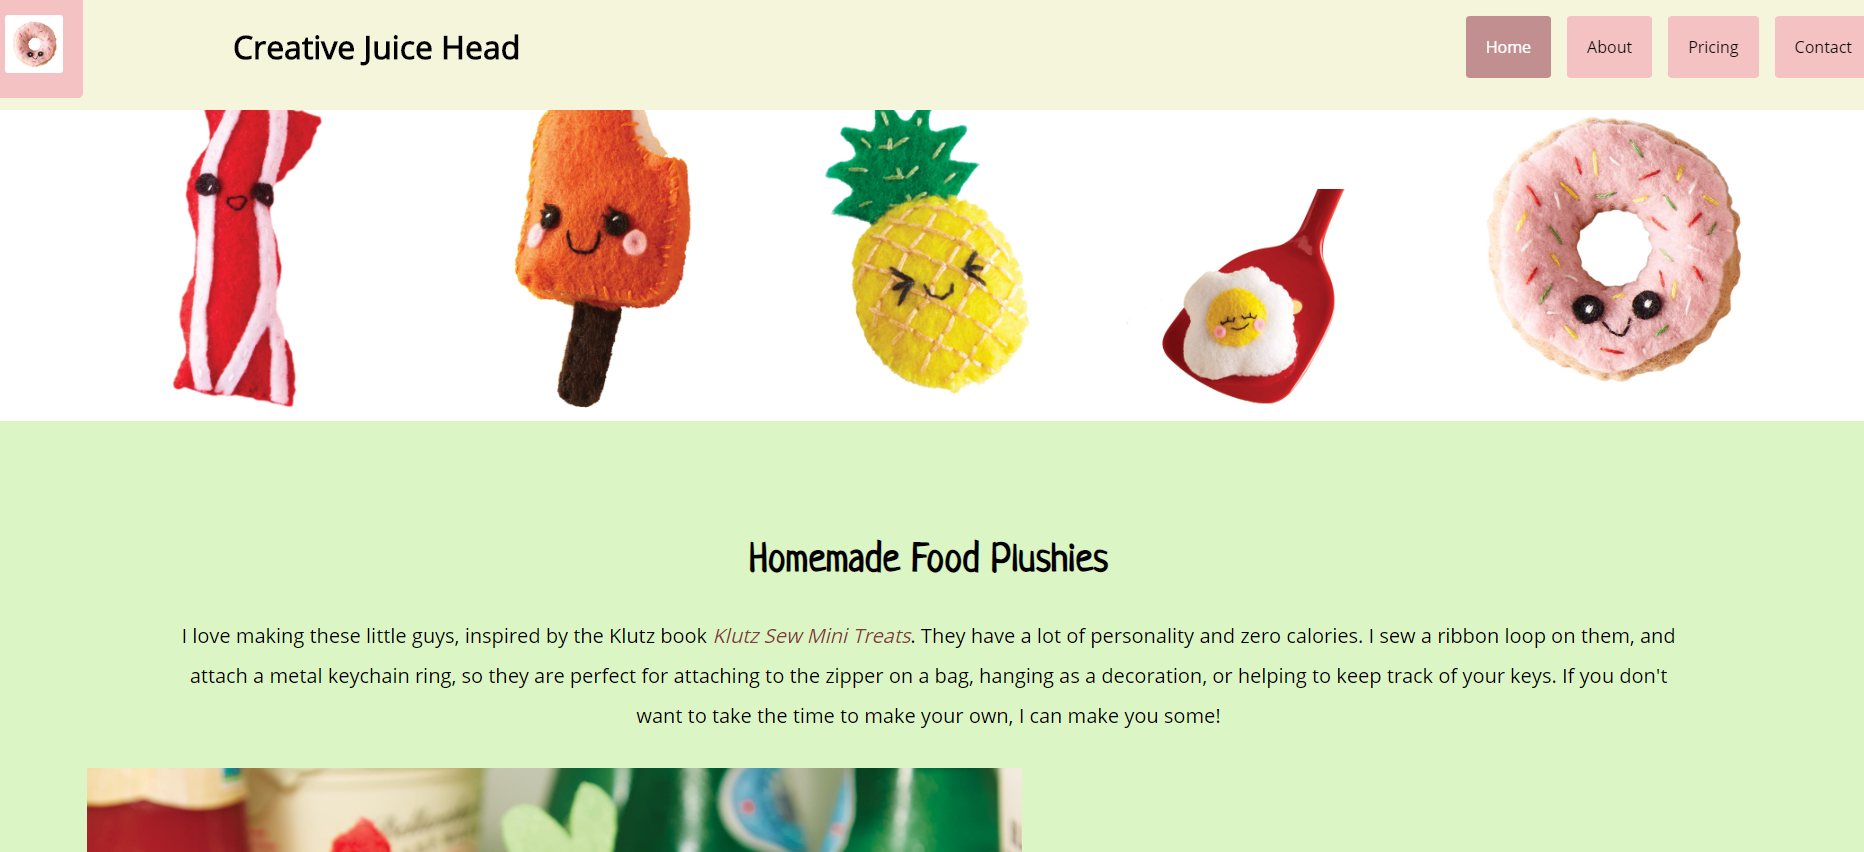 Creative Juice Head
Home
About
Pricing
Contact
Homemade Food Plushies
I love making these little guys, inspired by the Klutz book Klutz Sew Mini Treats. They have a lot of personality and zero calories. I sew a ribbon loop on them, and
attach a metal keychain ring, so they are perfect for attaching to the zipper on a bag, hanging as a decoration, or helping to keep track of your keys. If you don't
want to take the time to make your own, I can make you some!